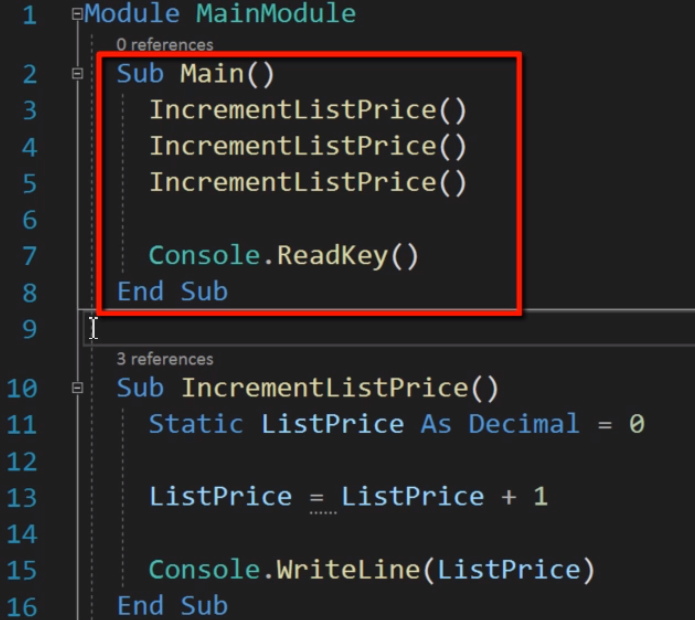 1 Module MainModule
0 references
2 Sub Main()
3 IncrementListPrice()
4 IncrementListPrice()
5 IncrementListPrice()
6
7 Console.ReadKey()
8 End Sub
9
3 references
10 Sub IncrementListPrice()
11 Static ListPrice As Decimal = 0
12
13 ListPrice = ListPrice + 1
14
15 Console.WriteLine(ListPrice)
16 End Sub